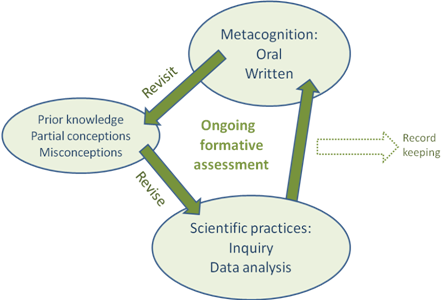 Metacognition:
Oral
Written
Revisit
Prior knowledge
Partial conceptions
Misconceptions
Ongoing
formative
assessment
Record
keeping
Revise
Scientific practices:
Inquiry
Data analysis